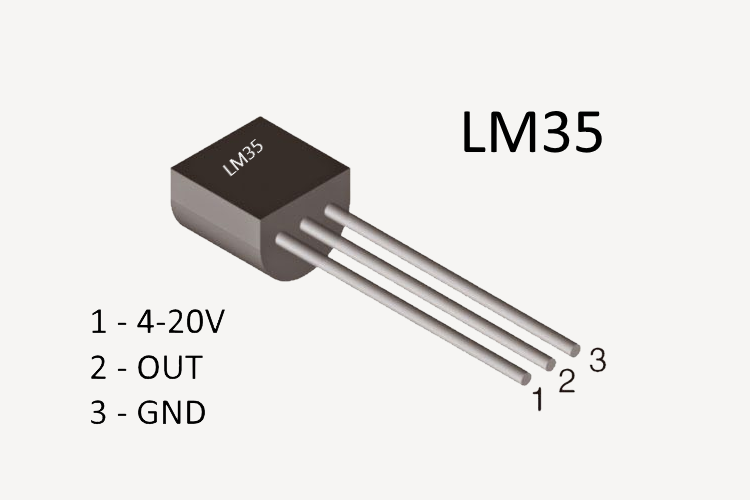 LM35
LM35
1 - 4-20V
2 - OUT
3 - GND
1
2
3